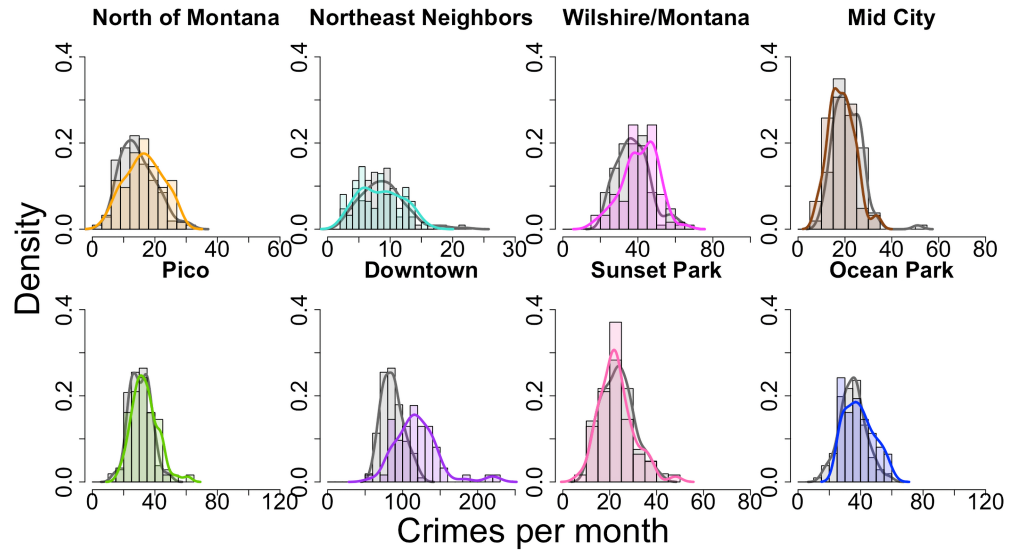 North of Montana Northeast Neighbors Wilshire/Montana Mid City
0.4 0.4 0.4 0.4
0.2 0.2 0.2 0.2
0.0 0.0 0.0 0.0
0 20 40 60 0 10 20 30 0 40 80 0 20 40 60 80
Density
Pico Downtown Sunset Park Ocean Park
0.4 0.4 0.4 0.4
0.2 0.2 0.2 0.2
0.0 0.0 0.0 0.0
0 40 80 120 0 100 200 0 20 40 60 80 0 40 80 120
Crimes per month